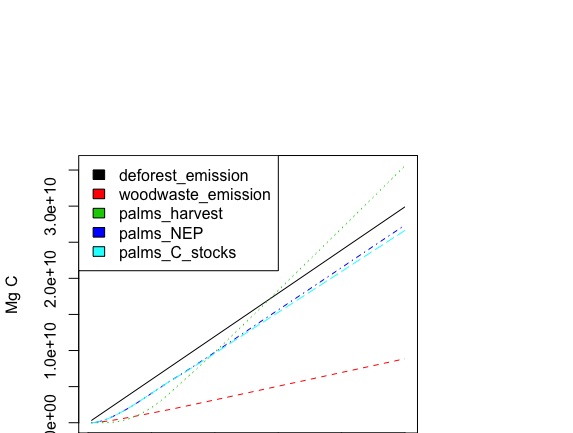 deforest_emission
woodwaste_emission
palms_harvest
palms_NEP
palms_C_stocks
Mg C
3.0e+10
2.0e+10
1.0e+10